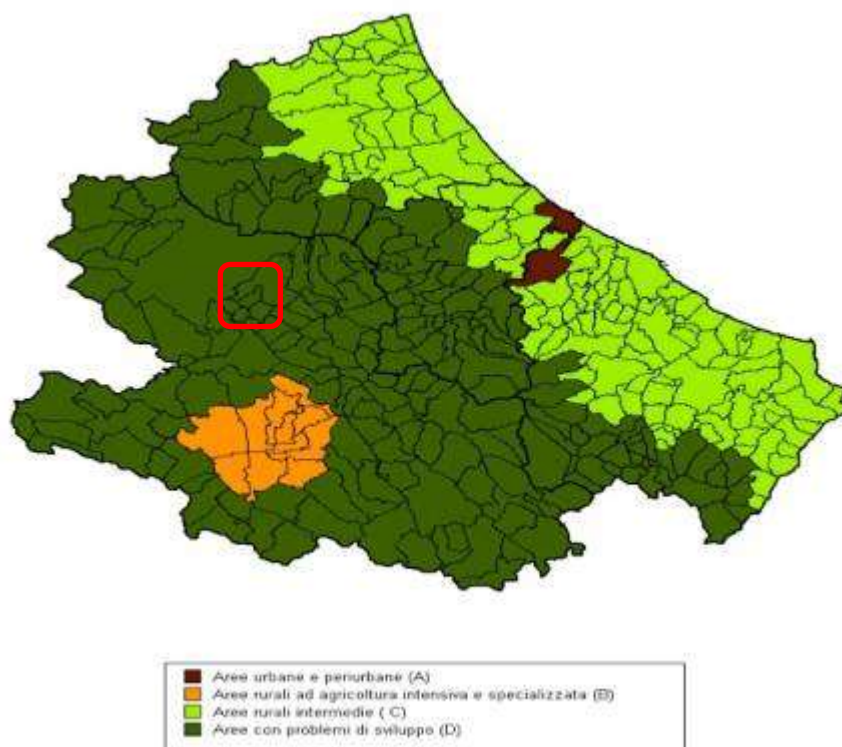 Aree urbane e periurbane (A)
Aree rurali ad agricoltura intensiva e specializzata (B)
Aree rurali intermedie ( C)
Aree con problemi di sviluppo (D)